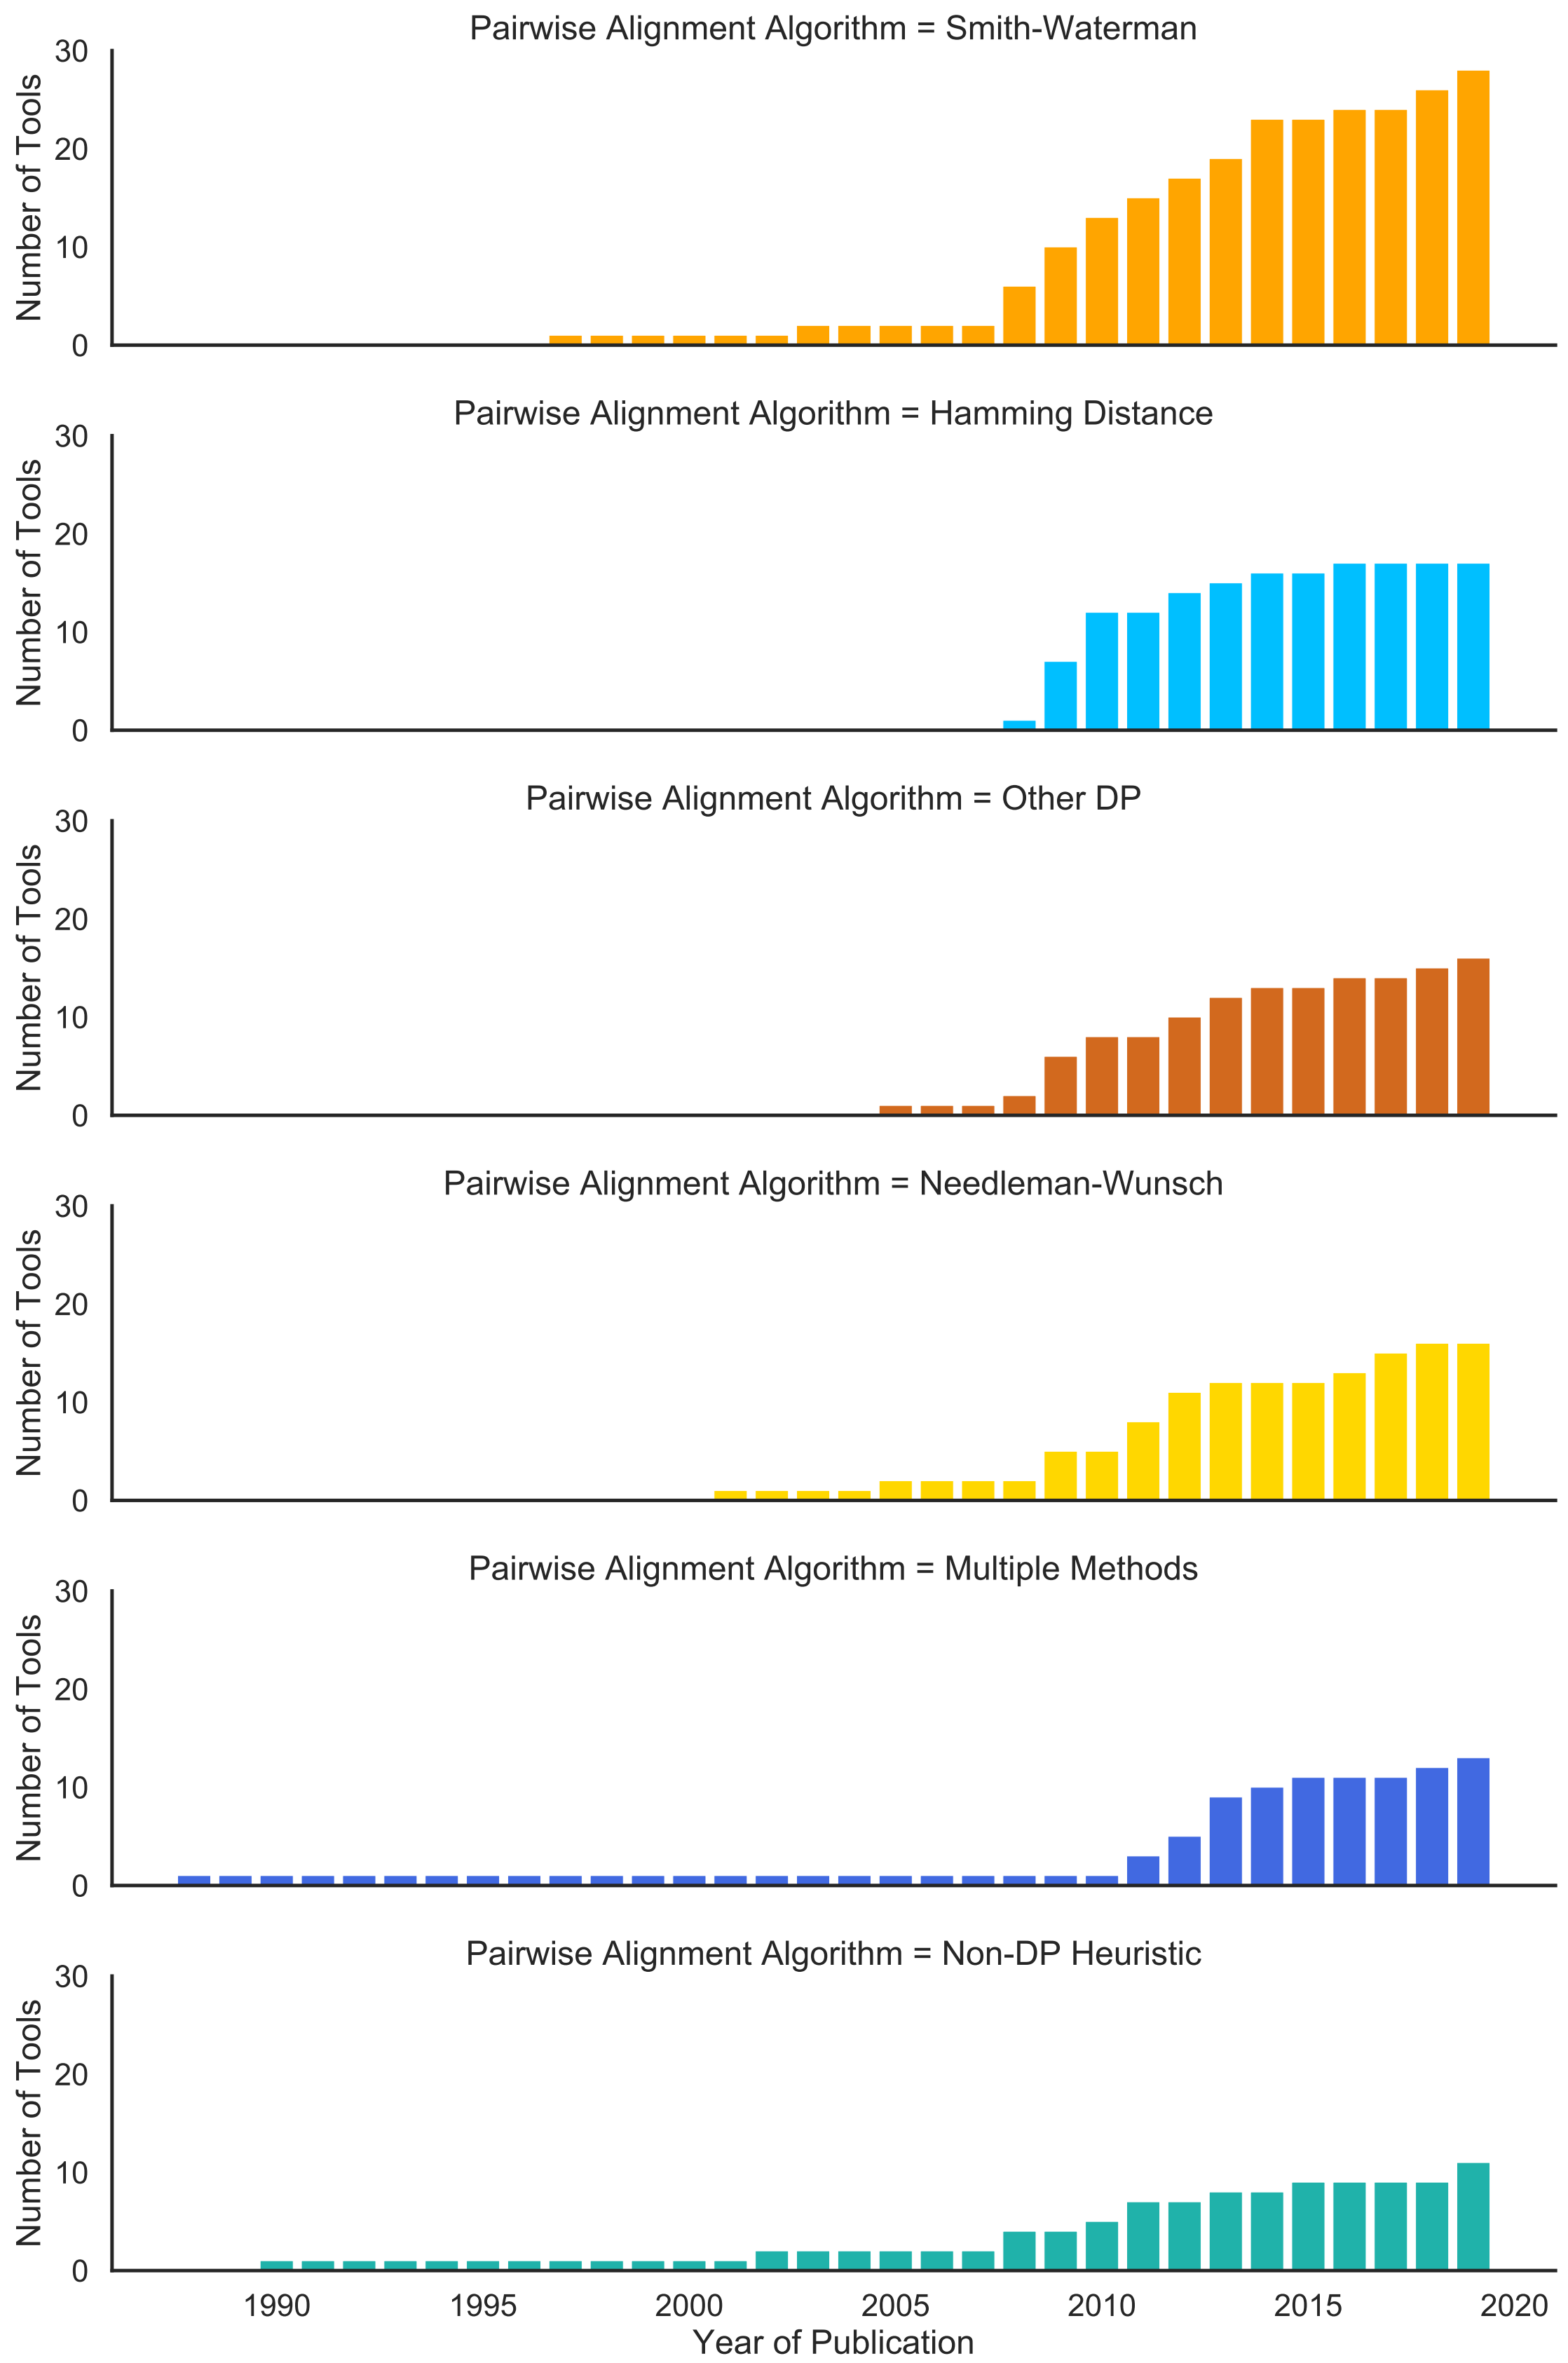 Pairwise Alignment Algorithm = Smith-Waterman
30
20
10
0
Number of Tools
Pairwise Alignment Algorithm = Hamming Distance
30
20
10
0
Number of Tools
Pairwise Alignment Algorithm = Other DP
30
20
10
0
Number of Tools
Pairwise Alignment Algorithm = Needleman-Wunsch
30
20
10
0
Number of Tools
Pairwise Alignment Algorithm = Multiple Methods
30
20
10
0
Number of Tools
Pairwise Alignment Algorithm = Non-DP Heuristic
30
20
10
0
Number of Tools
1990 1995 2000 2005 2010 2015 2020
Year of Publication